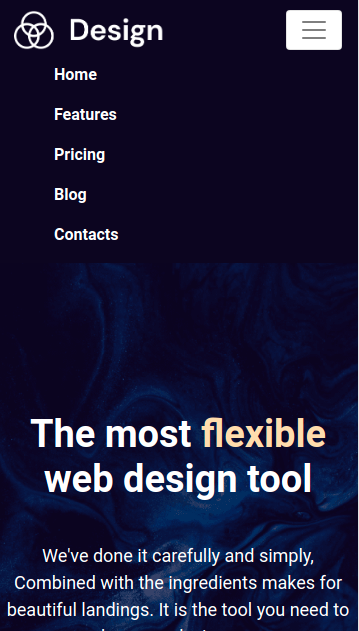 Design
Home
Features
Pricing
Blog
Contacts
The most flexible
web design tool
We've done it carefully and simply,
Combined with the ingredients makes for
beautiful landings. It is the tool you need to